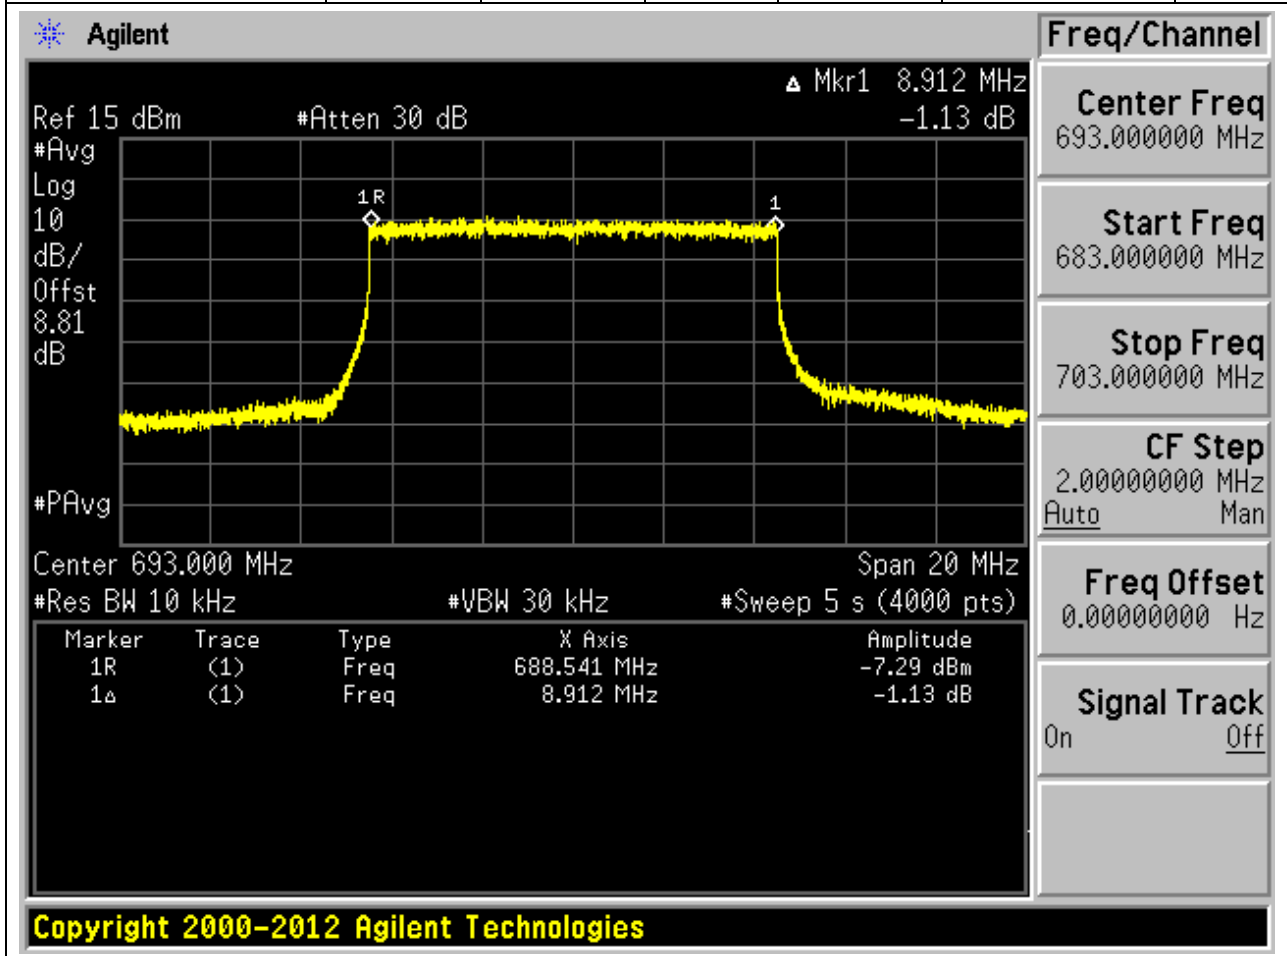 Agilent
Freq/Channel
Δ Mkr1 8.912 MHz
Ref 15 dBm #Atten 30 dB -1.13 dB
#Avg
Log
10
dB/
Offst
8.81
dB
#PAvg
1R
1
Center 693.000 MHz Span 20 MHz
#Res BW 10 kHz #VBW 30 kHz #Sweep 5 s (4000 pts)
Marker Trace Type X Axis Amplitude
1R (1) Freq 688.541 MHz -7.29 dBm
1Δ (1) Freq 8.912 MHz -1.13 dB
Center Freq
693.000000 MHz
Start Freq
683.000000 MHz
Stop Freq
703.000000 MHz
CF Step
2.00000000 MHz
Auto Man
Freq Offset
0.00000000 Hz
Signal Track
On Off
Copyright 2000-2012 Agilent Technologies